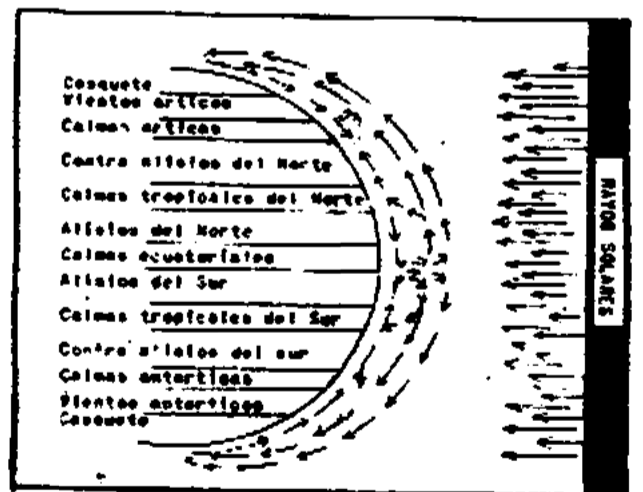 Casquete
Vientos articos
Calmas articas
Contra alisios del Norte
Calmas tropicales del Norte
Alisios del Norte
Calmas ecuatoriales
Alisios del Sur
Calmas tropicales del Sur
Contra alisios del sur
Calmas antarticas
Vientos antarticos
Casquete
RAYOS SOLARES